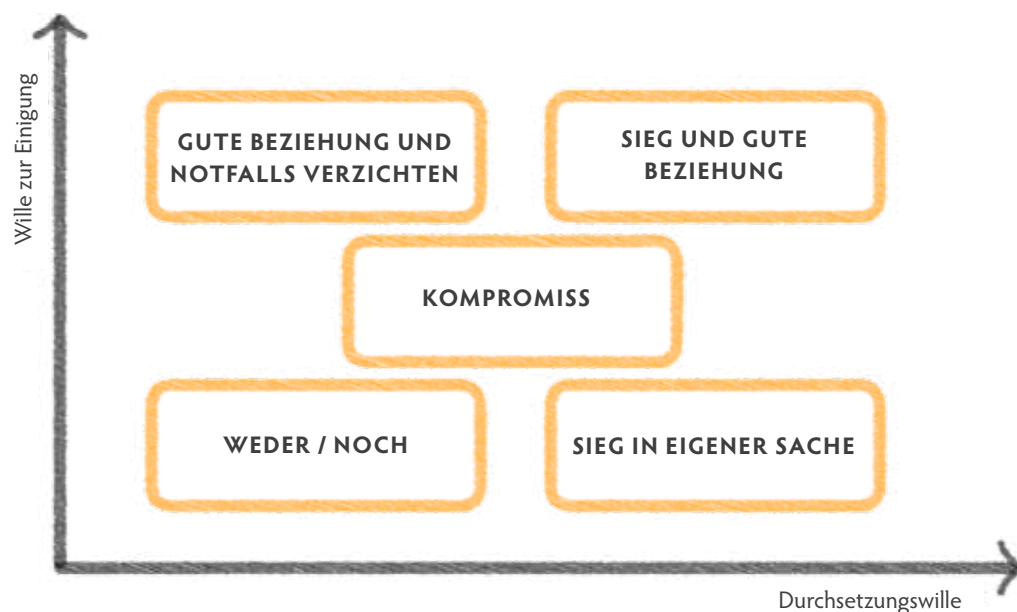 Wille zur Einigung
GUTE BEZIEHUNG UND
NOTFALLS VERZICHTEN
SIEG UND GUTE
BEZIEHUNG
KOMPROMISS
WEDER / NOCH
SIEG IN EIGENER SACHE
Durchsetzungswille